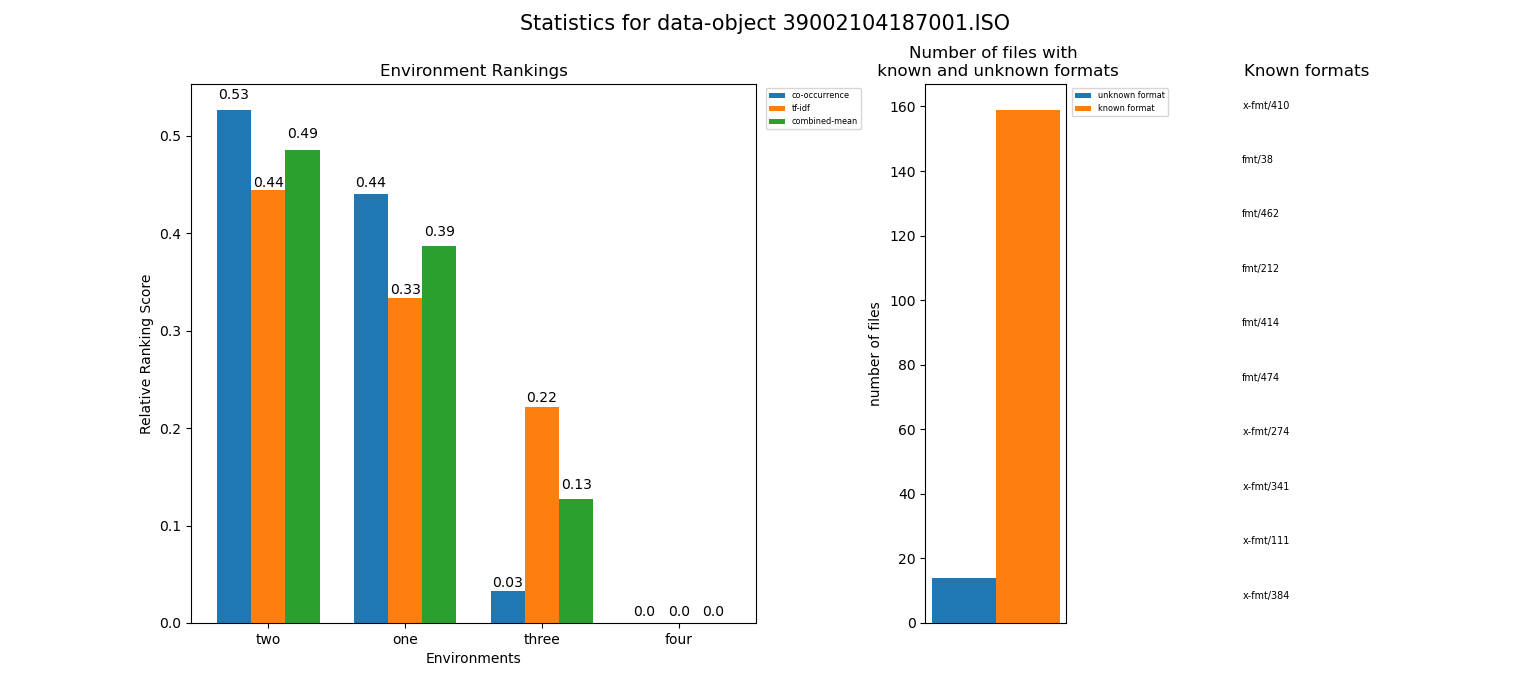 Statistics for data-object 39002104187001.ISO
Environment Rankings
0.53
0.44
0.49
0.44
0.33
0.39
0.03
0.22
0.13
0.0
0.0
0.0
0.5
0.4
0.3
0.2
0.1
0.0
Relative Ranking Score
two
one
three
four
Environments
co-occurrence
tf-idf
combined-mean
Number of files with
known and unknown formats
160
140
120
100
80
60
40
20
0
number of files
unknown format
known format
Known formats
x-fmt/410
fmt/38
fmt/462
fmt/212
fmt/414
fmt/474
x-fmt/274
x-fmt/341
x-fmt/111
x-fmt/384